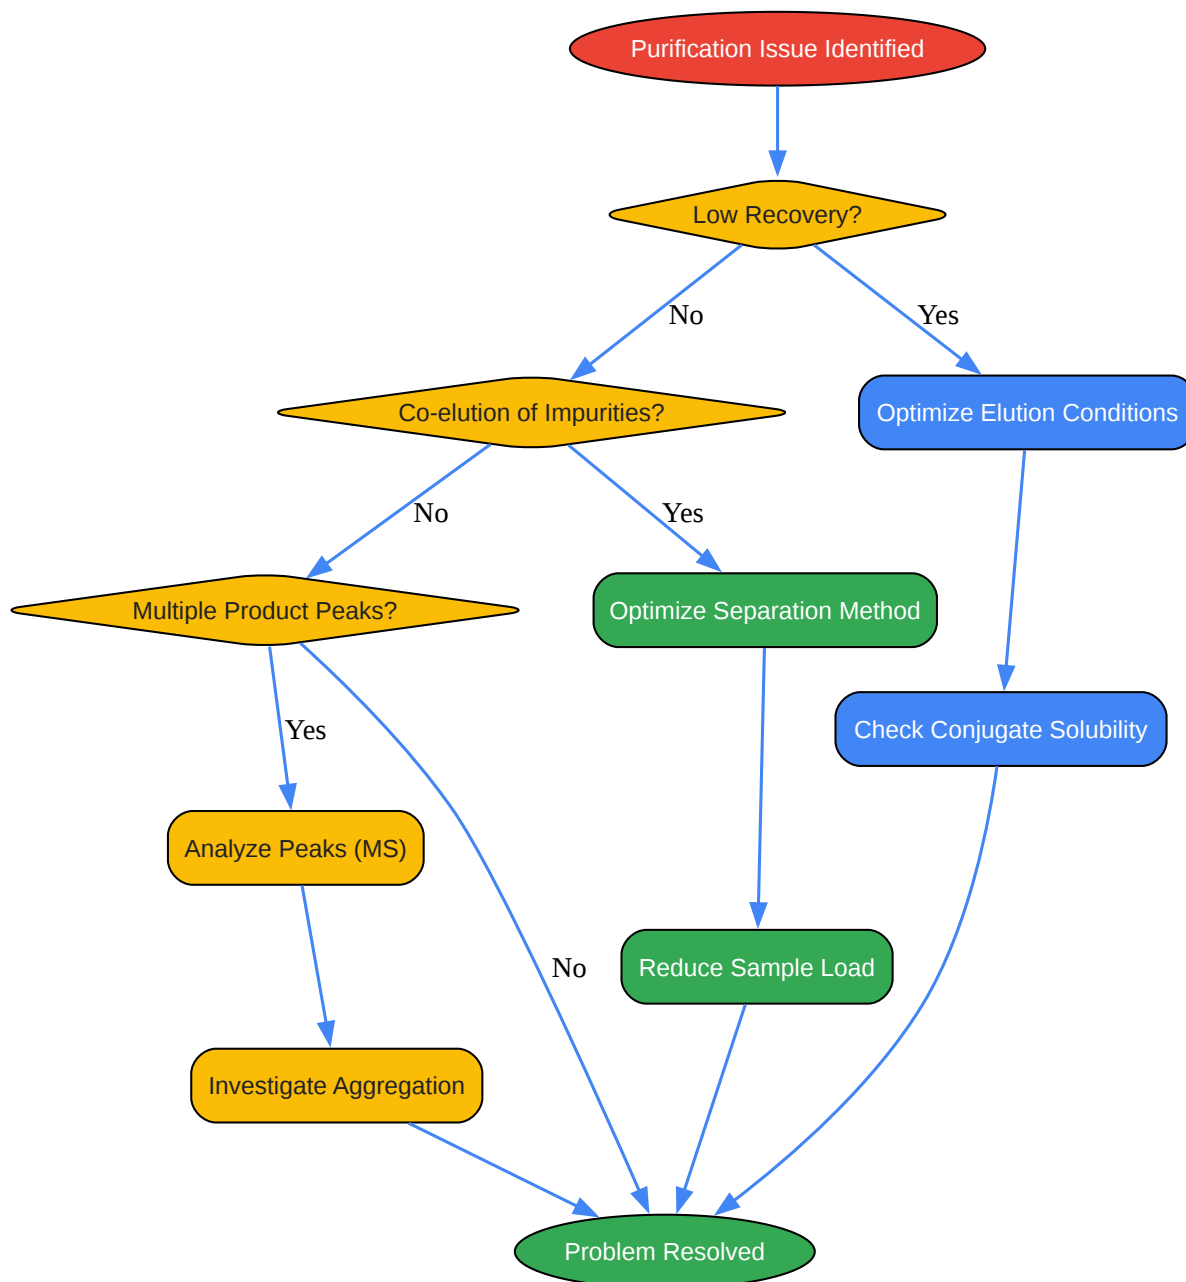 Purification Issue Identified
Low Recovery?
No
Yes
Co-elution of Impurities?
Optimize Elution Conditions
No
Yes
Multiple Product Peaks?
Optimize Separation Method
Yes
Check Conjugate Solubility
Analyze Peaks (MS)
No
Reduce Sample Load
Investigate Aggregation
Problem Resolved